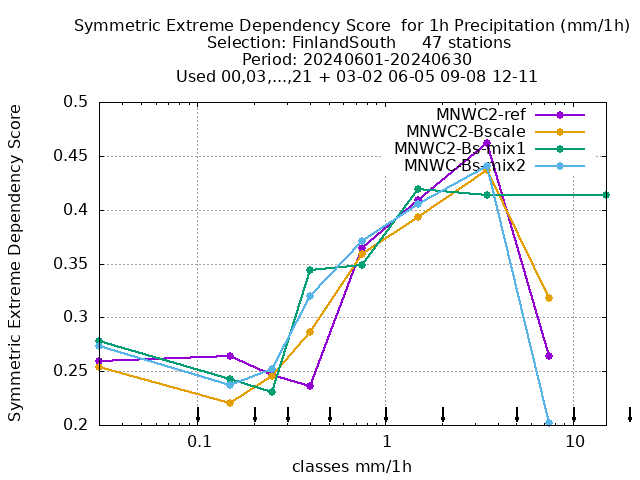 Symmetric Extreme Dependency Score  for 1h Precipitation (mm/1h)
Selection: FinlandSouth     47 stations
Period: 20240601-20240630
Used 00,03,...,21 + 03-02 06-05 09-08 12-11
Symmetric Extreme Dependency Score
0.5
0.45
0.4
0.35
0.3
0.25
0.2
MNWC2-ref
MNWC2-Bscale
MNWC2-Bs-mix1
MNWC-Bs-mix2
0.1
1
10
classes mm/1h